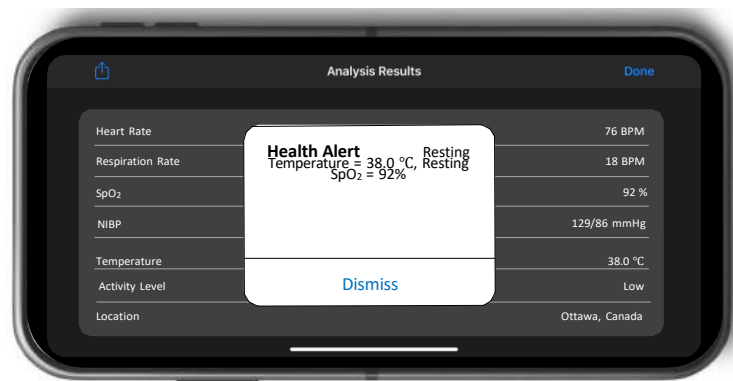 Analysis Results Done
Heart Rate 76 BPM
Respiration Rate 18 BPM
SpO₂ 92 %
NIBP 129/86 mmHg
Temperature 38.0 °C
Activity Level Low
Location Ottawa, Canada
Health Alert Resting
Temperature = 38.0 °C, Resting
SpO₂ = 92%
Dismiss